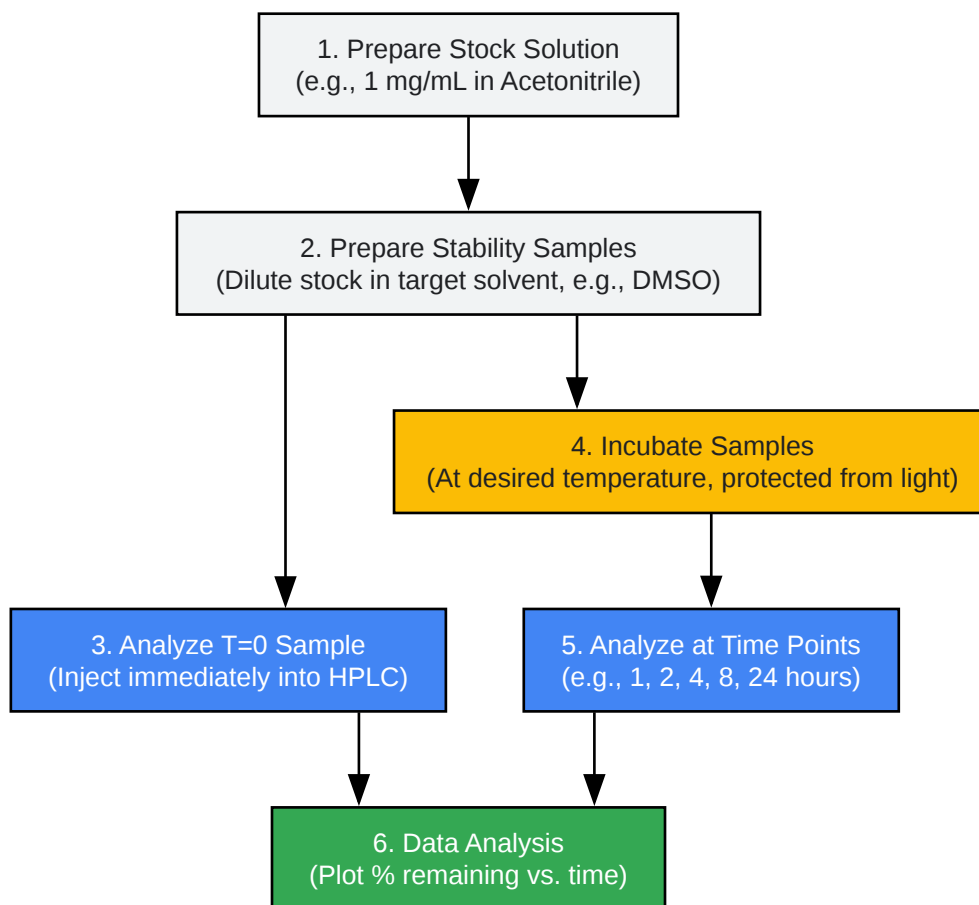 1. Prepare Stock Solution
(e.g., 1 mg/mL in Acetonitrile)
2. Prepare Stability Samples
(Dilute stock in target solvent, e.g., DMSO)
4. Incubate Samples
(At desired temperature, protected from light)
3. Analyze T=0 Sample
(Inject immediately into HPLC)
5. Analyze at Time Points
(e.g., 1, 2, 4, 8, 24 hours)
6. Data Analysis
(Plot % remaining vs. time)